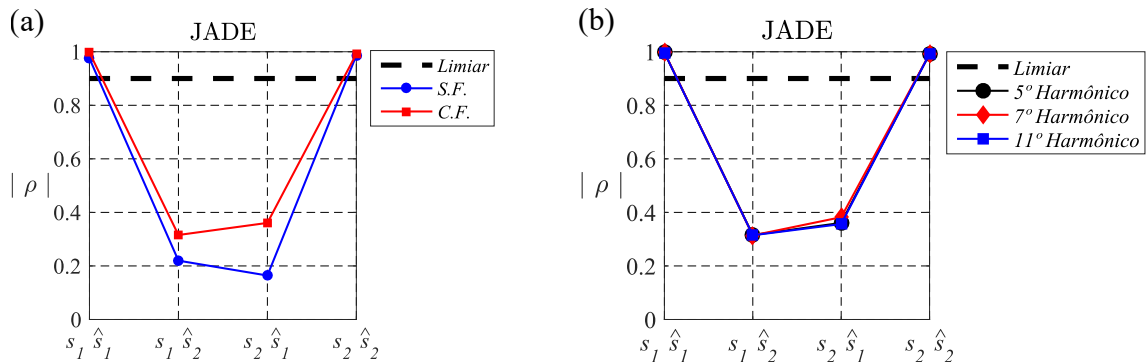 (a)
JADE
1
0.8
0.6
0.4
0.2
0
| ρ |
s₁ ŝ₁
s₁ ŝ₂
s₂ ŝ₁
s₂ ŝ₂
Limiar
S.F.
C.F.
(b)
JADE
1
0.8
0.6
0.4
0.2
0
| ρ |
s₁ ŝ₁
s₁ ŝ₂
s₂ ŝ₁
s₂ ŝ₂
Limiar
5º Harmônico
7º Harmônico
11º Harmônico